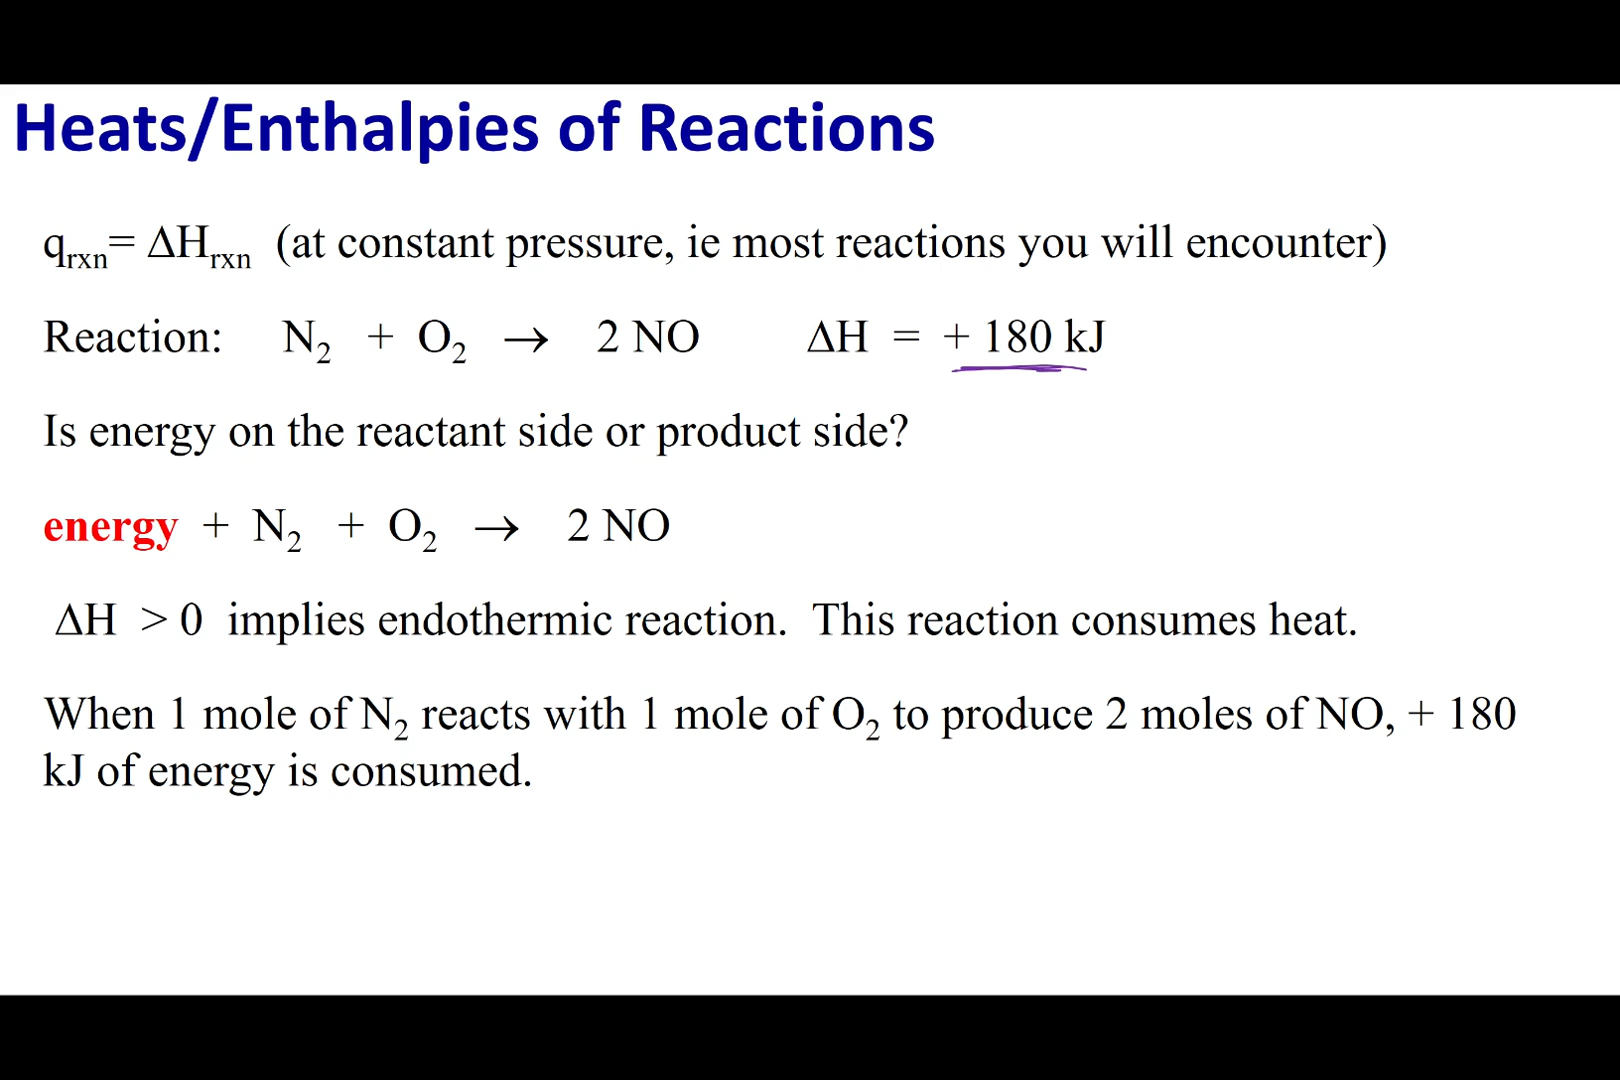 Heats/Enthalpies of Reactions
qrxn= ΔHrxn (at constant pressure, ie most reactions you will encounter)
Reaction: N2 + O2 → 2 NO ΔH = + 180 kJ
Is energy on the reactant side or product side?
energy + N2 + O2 → 2 NO
ΔH > 0 implies endothermic reaction. This reaction consumes heat.
When 1 mole of N2 reacts with 1 mole of O2 to produce 2 moles of NO, + 180
kJ of energy is consumed.